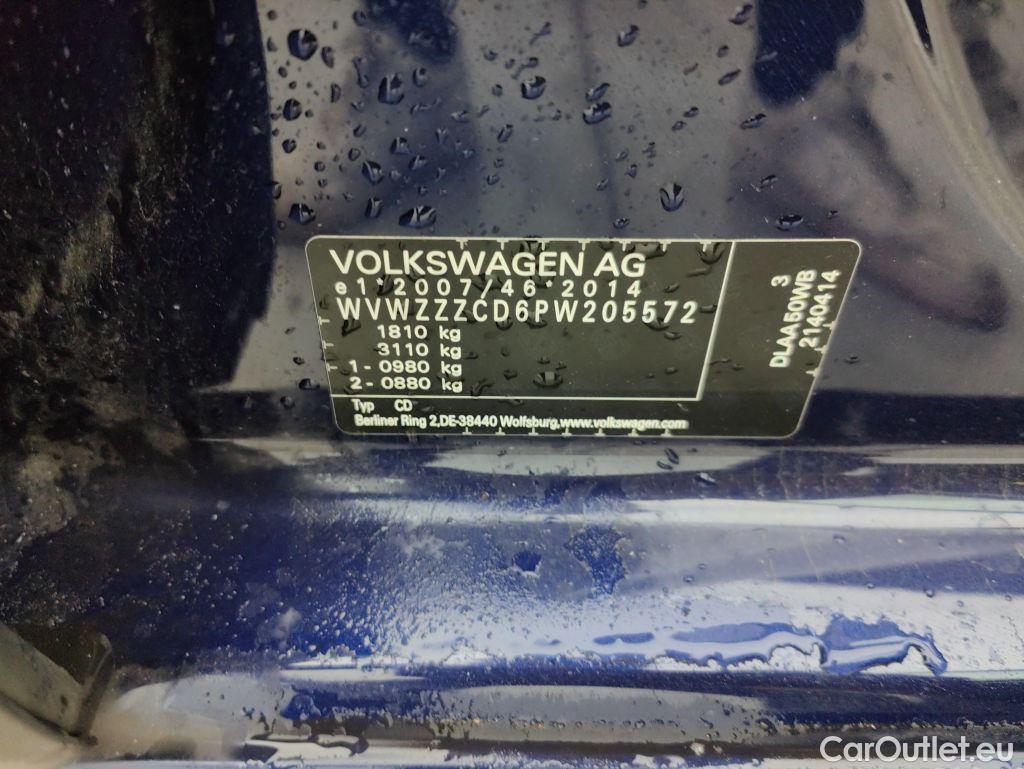 VOLKSWAGEN AG
e1*2007/46*2014
WVWZZZCD6PW205572
1810 kg
3110 kg
1- 0980 kg
2- 0880 kg
Typ CD
Berliner Ring 2,DE-38440 Wolfsburg,www.volkswagen.com
3
DLAA50WB
2140414
CarOutlet.eu